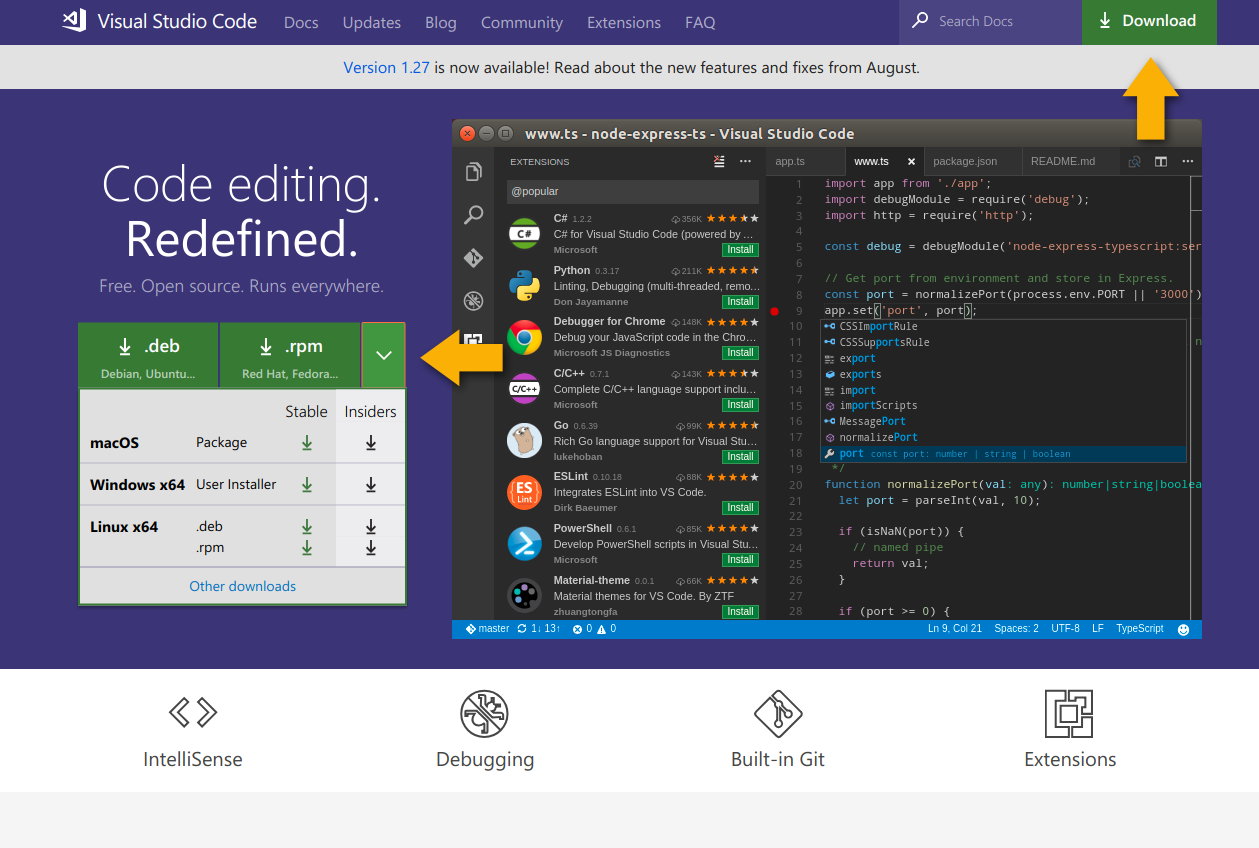 Visual Studio Code Docs Updates Blog Community Extensions FAQ Search Docs Download
Version 1.27 is now available! Read about the new features and fixes from August.
Code editing.
Redefined.
Free. Open source. Runs everywhere.
.deb
Debian, Ubuntu...
.rpm
Red Hat, Fedora...
Stable Insiders
macOS Package
Windows x64 User Installer
Linux x64 .deb
.rpm
Other downloads
www.ts - node-express-ts - Visual Studio Code
EXTENSIONS
@popular
C# 1.2.2 356K
C# for Visual Studio Code (powered by ...
Microsoft Install
C#
Python 0.3.17 211K
Linting, Debugging (multi-threaded, remo...
Don Jayamanne Install
Debugger for Chrome 148K
Debug your JavaScript code in the Chro...
Microsoft JS Diagnostics Install
C/C++ 0.7.1 143K
Complete C/C++ language support inclu...
Microsoft Install
C/C++
Go 0.6.39 99K
Rich Go language support for Visual Stu...
lukehoban Install
ESLint 0.10.18 88K
Integrates ESLint into VS Code.
Dirk Baeumer Install
ES
Lint
PowerShell 0.6.1 85K
Develop PowerShell scripts in Visual Stu...
Microsoft Install
Material-theme 0.0.1 66K
Material themes for VS Code. By ZTF
zhuangtongfa Install
app.ts www.ts package.json README.md
1 import app from './app';
2 import debugModule = require('debug');
3 import http = require('http');
4
5 const debug = debugModule('node-express-typescript:ser
6
7 // Get port from environment and store in Express.
8 const port = normalizePort(process.env.PORT || '3000')
9 app.set('port', port);
10 CSSImportRule
11 CSSSupportsRule n
12 export
13 exports
14 import
15 importScripts
16 MessagePort
17 normalizePort
18 port const port: number | string | boolean
19 */
20 function normalizePort(val: any): number|string|boolea
21 let port = parseInt(val, 10);
22
23 if (isNaN(port)) {
24 // named pipe
25 return val;
26 }
27
28 if (port >= 0) {
master 1↓ 13↑ 0 0 Ln 9, Col 21 Spaces: 2 UTF-8 LF TypeScript
IntelliSense Debugging Built-in Git Extensions